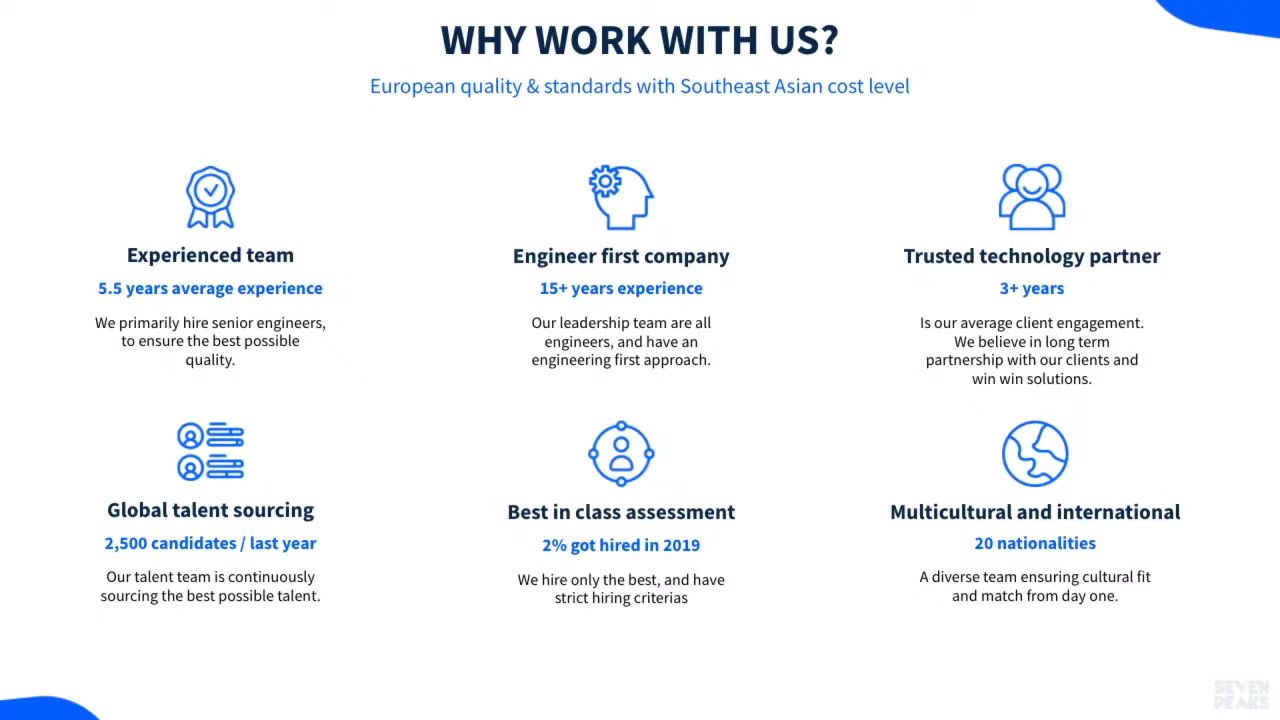 WHY WORK WITH US?
European quality & standards with Southeast Asian cost level
Experienced team
5.5 years average experience
We primarily hire senior engineers,
to ensure the best possible
quality.
Engineer first company
15+ years experience
Our leadership team are all
engineers, and have an
engineering first approach.
Trusted technology partner
3+ years
Is our average client engagement.
We believe in long term
partnership with our clients and
win win solutions.
Global talent sourcing
2,500 candidates / last year
Our talent team is continuously
sourcing the best possible talent.
Best in class assessment
2% got hired in 2019
We hire only the best, and have
strict hiring criterias
Multicultural and international
20 nationalities
A diverse team ensuring cultural fit
and match from day one.
SEVEN
PEAKS